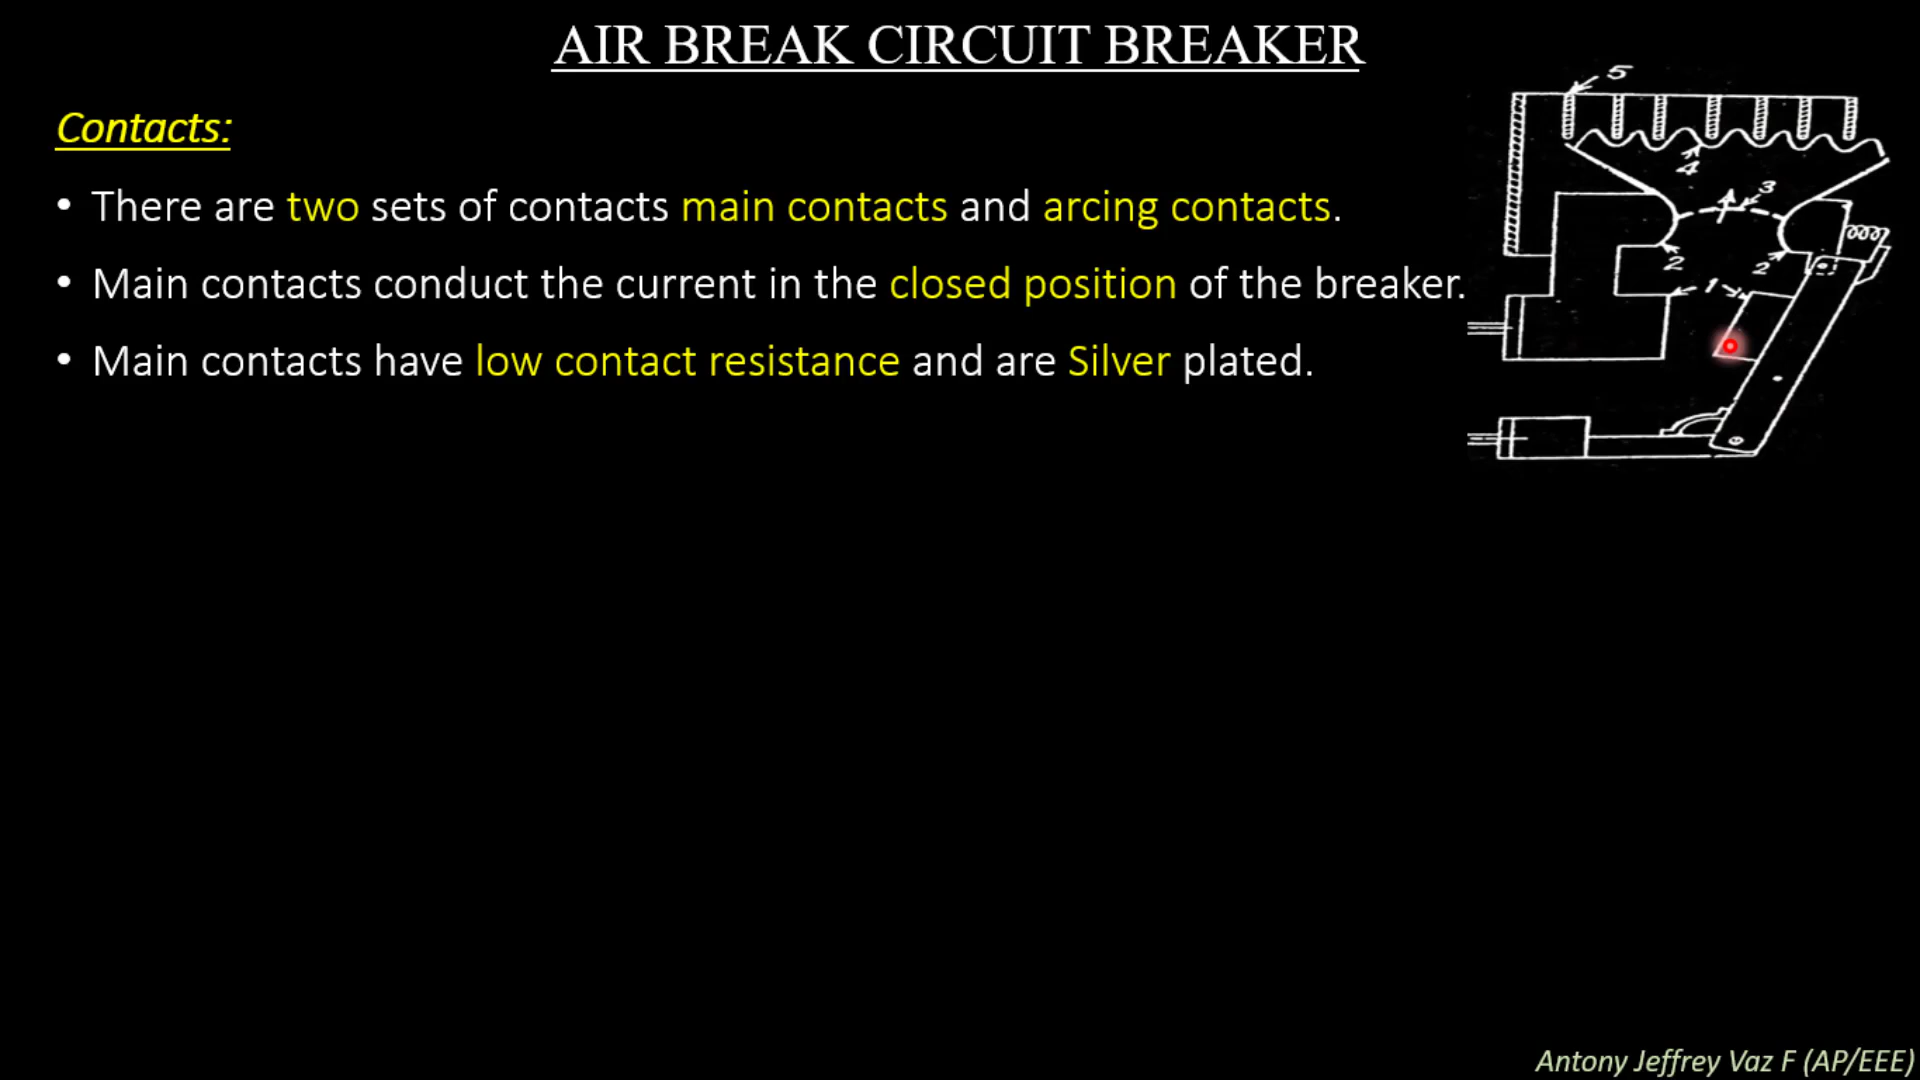 AIR BREAK CIRCUIT BREAKER
Contacts:
• There are two sets of contacts main contacts and arcing contacts.
• Main contacts conduct the current in the closed position of the breaker.
• Main contacts have low contact resistance and are Silver plated.
5
4
3
2
2
1
Antony Jeffrey Vaz F (AP/EEE)